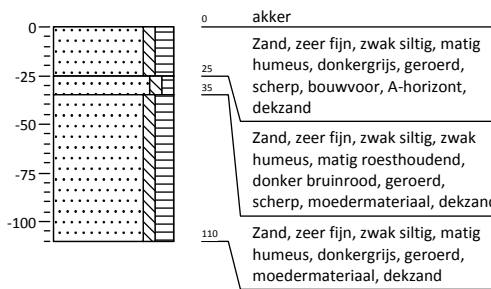 0
-25
-50
-75
-100
0 akker
Zand, zeer fijn, zwak siltig, matig
humeus, donkergrijs, geroerd,
scherp, bouwvoor, A-horizont,
dekzand
25
35
Zand, zeer fijn, zwak siltig, zwak
humeus, matig roesthoudend,
donker bruinrood, geroerd,
scherp, moedermateriaal, dekzand
110
Zand, zeer fijn, zwak siltig, matig
humeus, donkergrijs, geroerd,
moedermateriaal, dekzand